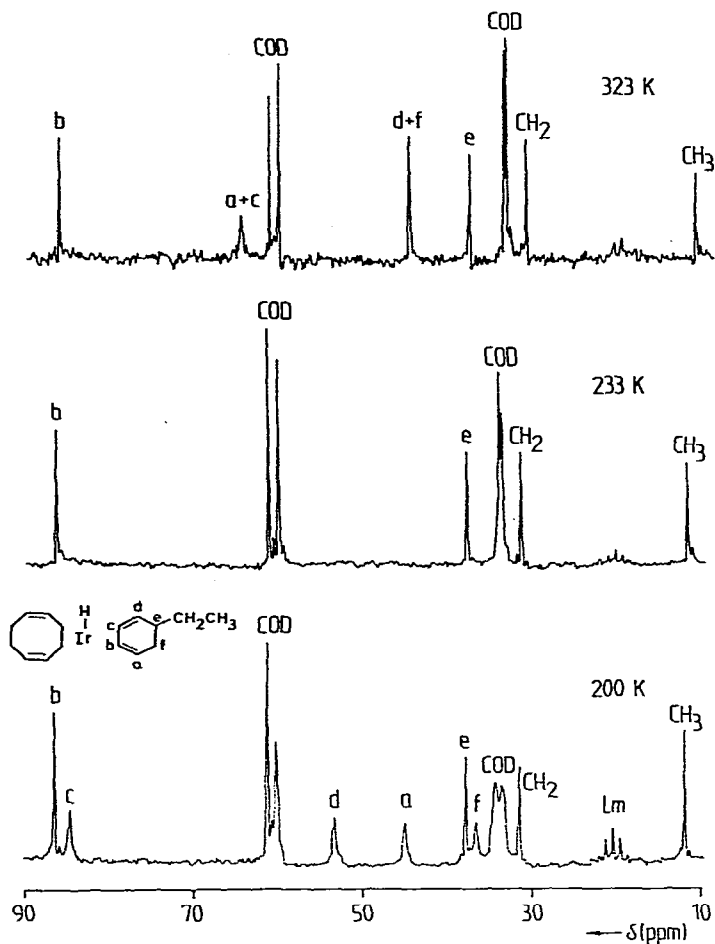 COD
COD
323 K
b
d+f
e
CH2
CH3
a+c
COD
COD
233 K
b
e
CH2
CH3
H
Ir
d
c
e
CH2CH3
b
f
a
COD
200 K
b
c
d
a
e
f
COD
CH2
Lm
CH3
90
70
50
30
10
← δ(ppm)